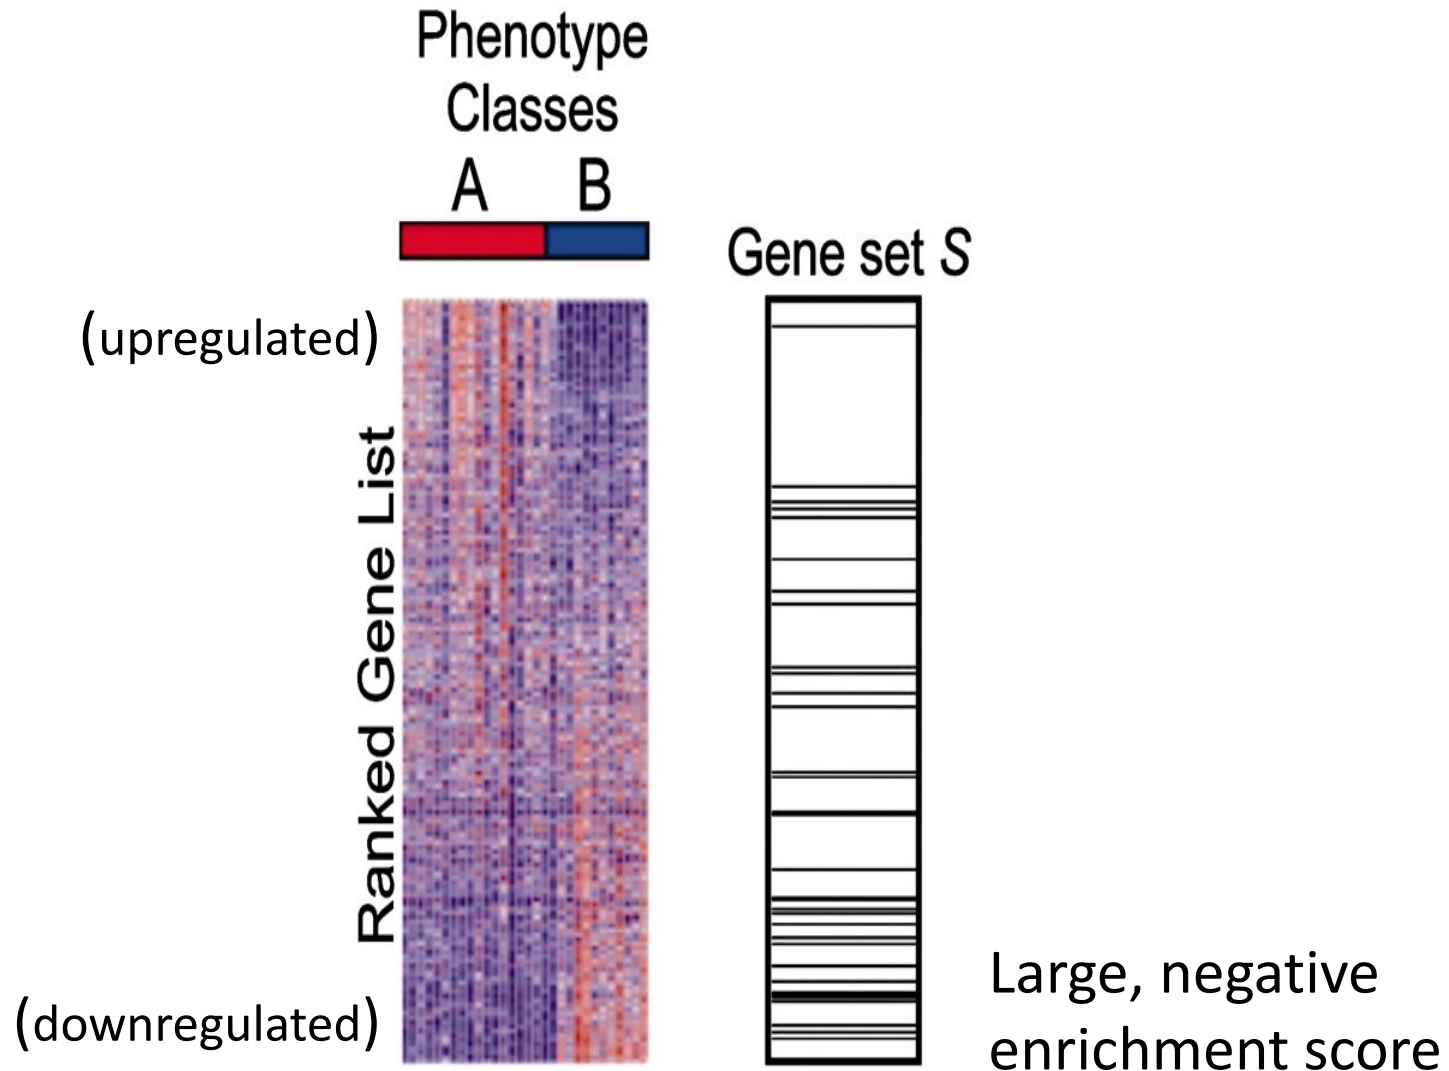 Phenotype
Classes
A B
Gene set S
(upregulated)
Ranked Gene List
(downregulated)
Large, negative
enrichment score